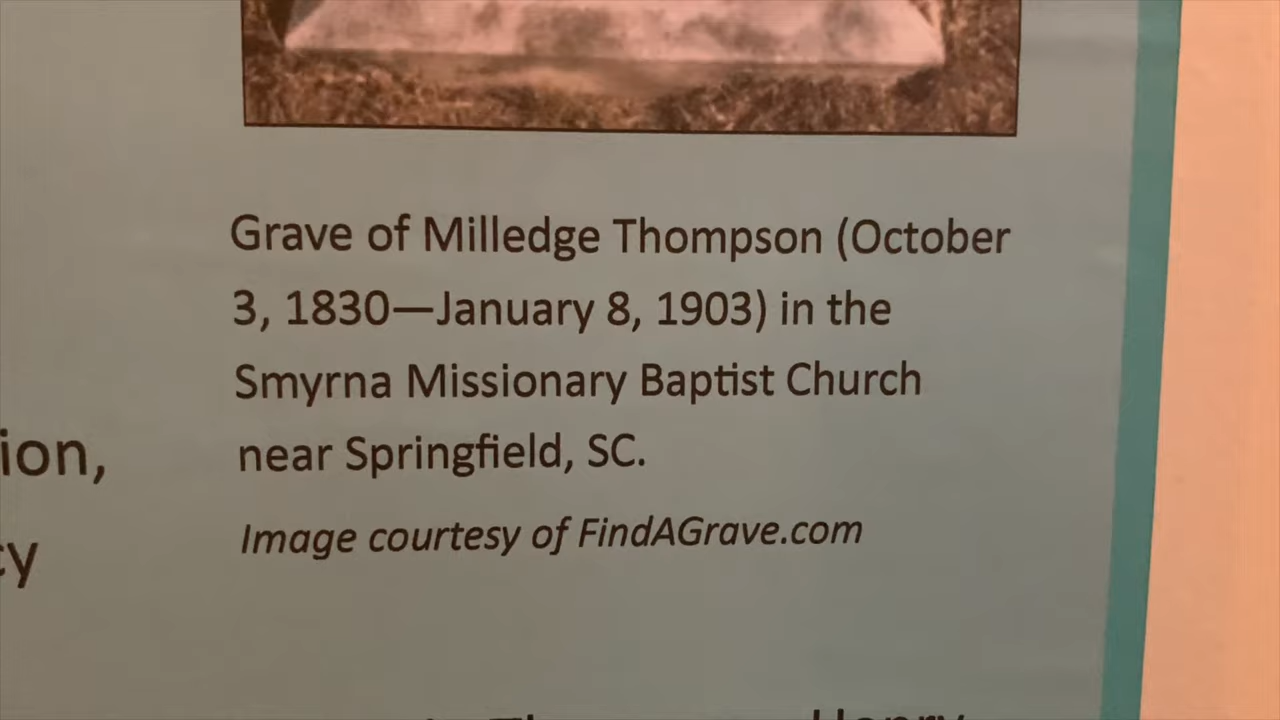 Grave of Milledge Thompson (October
3, 1830—January 8, 1903) in the
Smyrna Missionary Baptist Church
near Springfield, SC.
Image courtesy of FindAGrave.com
ion,